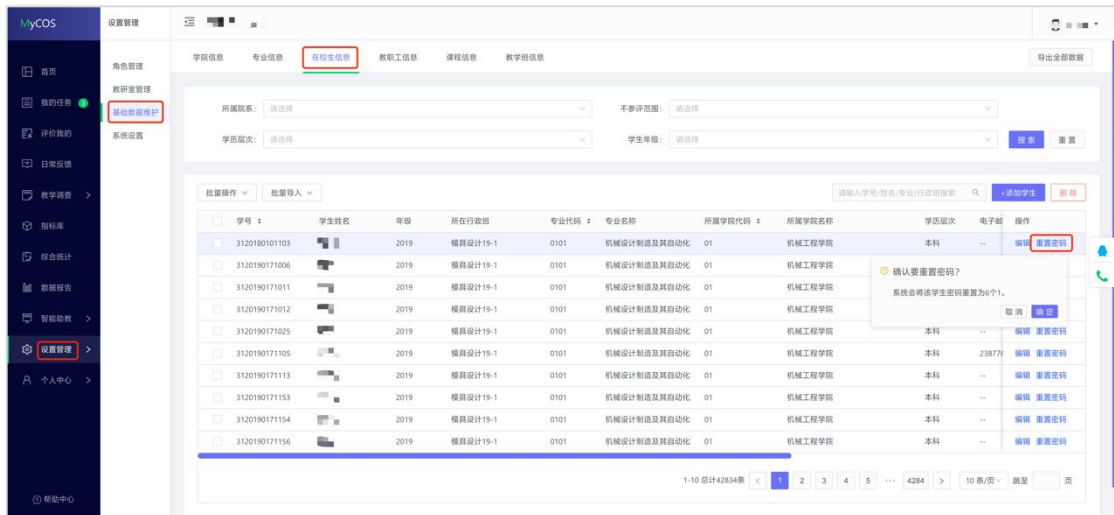 MyCOS
设置管理
首页
我的任务
评价我的
日常反馈
教学调查 >
指标库
综合统计
数据报告
智能助教 >
设置管理 >
个人中心 >
帮助中心
角色管理
教研室管理
基础数据维护
系统设置
学院信息 专业信息 在校生信息 教职工信息 课程信息 教学班信息 导出全部数据
所属院系: 请选择 不参评范围: 请选择
学历层次: 请选择 学生年级: 请选择 搜索 重置
批量操作 批量导入 请输入学号/姓名/专业/行政班搜索 +添加学生 删除
学号 学生姓名 年级 所在行政班 专业代码 专业名称 所属学院代码 所属学院名称 学历层次 电子邮 操作
3120180101103 2019 模具设计19-1 0101 机械设计制造及其自动化 01 机械工程学院 本科 -- 编辑 重置密码
3120190171006 2019 模具设计19-1 0101 机械设计制造及其自动化 01 机械工程学院
3120190171011 2019 模具设计19-1 0101 机械设计制造及其自动化 01 机械工程学院
3120190171012 2019 模具设计19-1 0101 机械设计制造及其自动化 01 机械工程学院
确认要重置密码?
系统会将该学生密码重置为6个1。
取消 确定
3120190171025 2019 模具设计19-1 0101 机械设计制造及其自动化 01 机械工程学院 本科 -- 编辑 重置密码
3120190171105 2019 模具设计19-1 0101 机械设计制造及其自动化 01 机械工程学院 本科 编辑 重置密码
3120190171113 2019 模具设计19-1 0101 机械设计制造及其自动化 01 机械工程学院 本科 -- 编辑 重置密码
3120190171153 2019 模具设计19-1 0101 机械设计制造及其自动化 01 机械工程学院 本科 -- 编辑 重置密码
3120190171154 2019 模具设计19-1 0101 机械设计制造及其自动化 01 机械工程学院 本科 -- 编辑 重置密码
3120190171156 2019 模具设计19-1 0101 机械设计制造及其自动化 01 机械工程学院 本科 -- 编辑 重置密码
1-10 总计42834条 < 1 2 3 4 5 ••• 4284 > 10 条/页 跳至 页